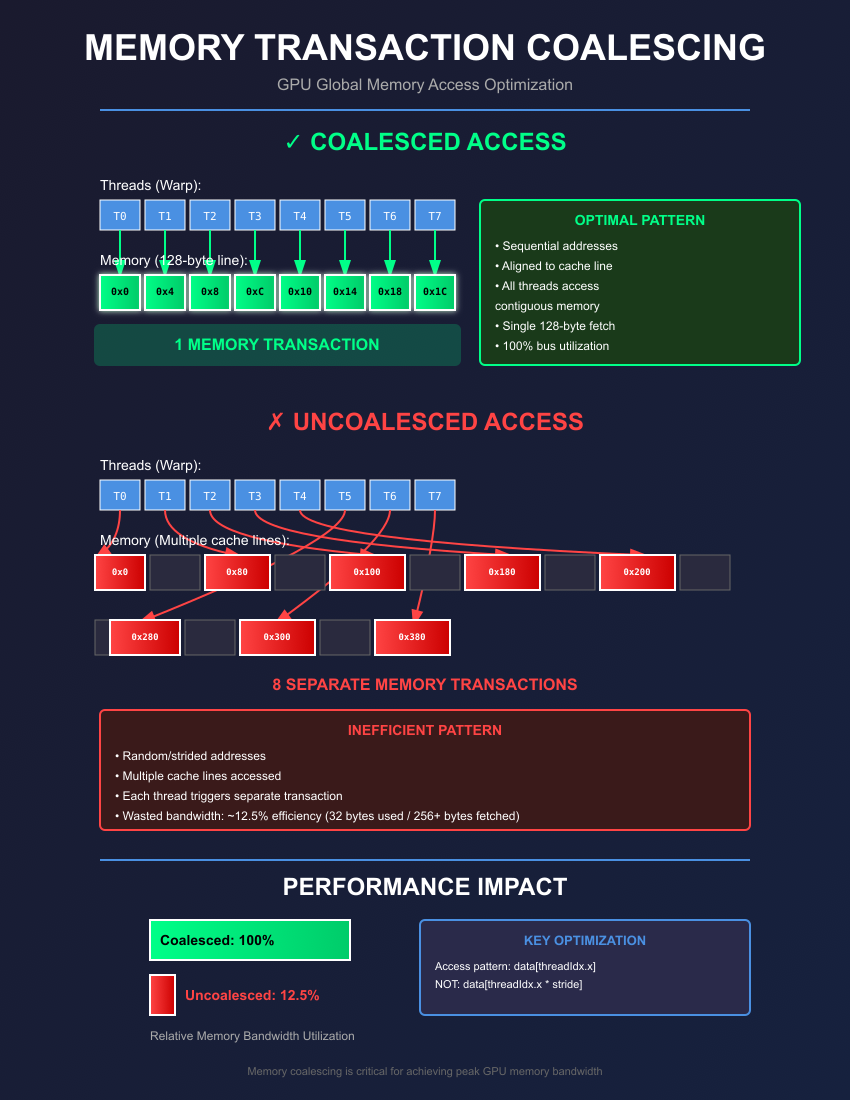 MEMORY TRANSACTION COALESCING
GPU Global Memory Access Optimization
✓ COALESCED ACCESS
Threads (Warp):
T0 T1 T2 T3 T4 T5 T6 T7
Memory (128-byte line):
0x0 0x4 0x8 0xC 0x10 0x14 0x18 0x1C
1 MEMORY TRANSACTION
OPTIMAL PATTERN
• Sequential addresses
• Aligned to cache line
• All threads access
contiguous memory
• Single 128-byte fetch
• 100% bus utilization
✗ UNCOALESCED ACCESS
Threads (Warp):
T0 T1 T2 T3 T4 T5 T6 T7
Memory (Multiple cache lines):
0x0 0x80 0x100 0x180 0x200
0x280 0x300 0x380
8 SEPARATE MEMORY TRANSACTIONS
INEFFICIENT PATTERN
• Random/strided addresses
• Multiple cache lines accessed
• Each thread triggers separate transaction
• Wasted bandwidth: ~12.5% efficiency (32 bytes used / 256+ bytes fetched)
PERFORMANCE IMPACT
Coalesced: 100%
Uncoalesced: 12.5%
Relative Memory Bandwidth Utilization
KEY OPTIMIZATION
Access pattern: data[threadIdx.x]
NOT: data[threadIdx.x * stride]
Memory coalescing is critical for achieving peak GPU memory bandwidth